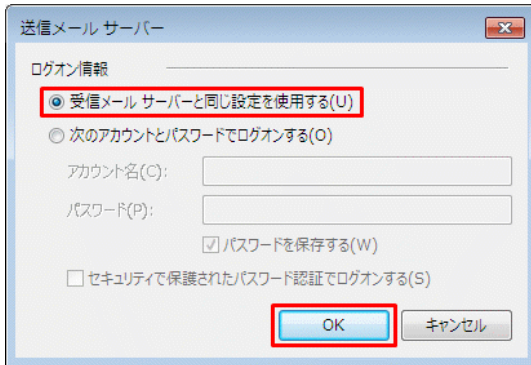 送信メール サーバー
ログオン情報
受信メール サーバーと同じ設定を使用する(U)
次のアカウントとパスワードでログオンする(O)
アカウント名(C):
パスワード(P):
パスワードを保存する(W)
セキュリティで保護されたパスワード認証でログオンする(S)
OK キャンセル